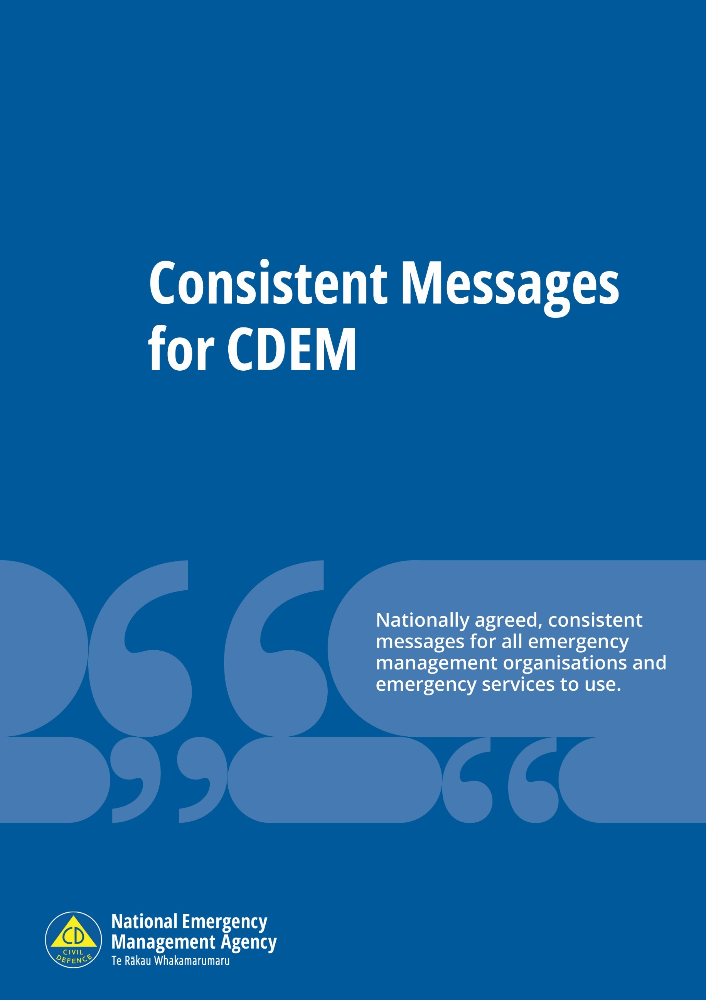 Consistent Messages
for CDEM
Nationally agreed, consistent
messages for all emergency
management organisations and
emergency services to use.
CD
CIVIL
DEFENCE
National Emergency
Management Agency
Te Rākau Whakamarumaru